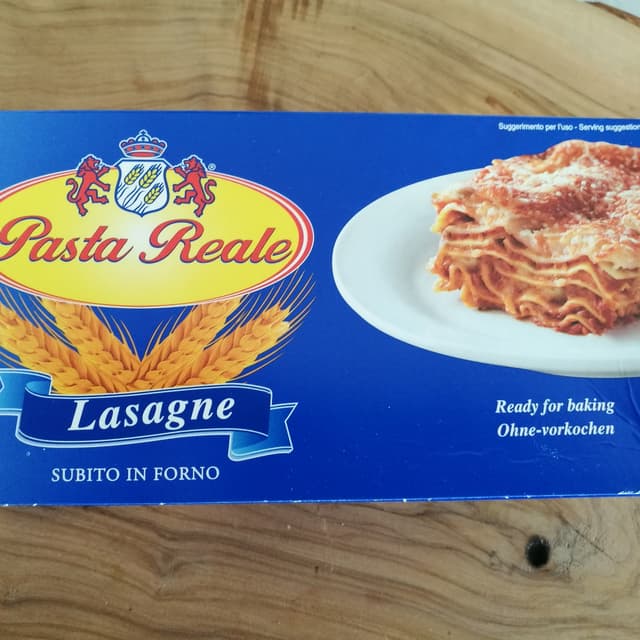 Suggerimento per l'uso - Serving suggestion
Pasta Reale
®
Lasagne
SUBITO IN FORNO
Ready for baking
Ohne-vorkochen